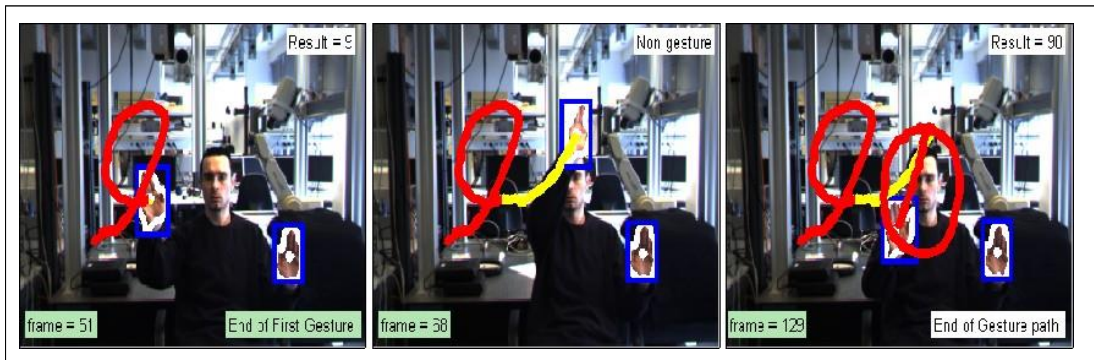 Result = 9
frame = 51
End of First Gesture
Non gesture
frame = 68
Result = 90
frame = 129
End of Gesture path